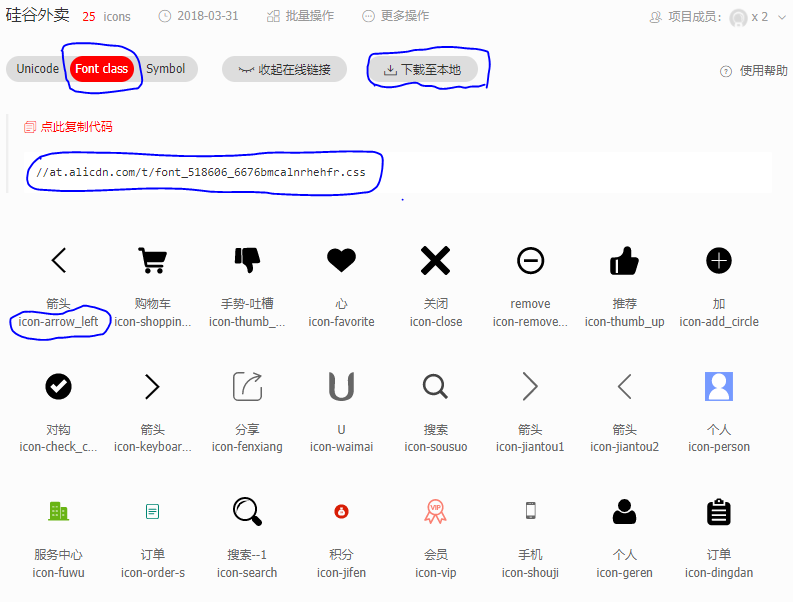 硅谷外卖 25 icons 2018-03-31 批量操作 更多操作 项目成员: x 2
Unicode Font class Symbol 收起在线链接 下载至本地 使用帮助
点此复制代码
//at.alicdn.com/t/font_518606_6676bmcalnrhehfr.css
箭头 购物车 手势-吐槽 心 关闭 remove 推荐 加
icon-arrow_left icon-shoppin... icon-thumb_... icon-favorite icon-close icon-remove... icon-thumb_up icon-add_circle
对钩 箭头 分享 U 搜索 箭头 箭头 个人
icon-check_c... icon-keyboar... icon-fenxiang icon-waimai icon-sousuo icon-jiantou1 icon-jiantou2 icon-person
VIP
服务中心 订单 搜索--1 积分 会员 手机 个人 订单
icon-fuwu icon-order-s icon-search icon-jifen icon-vip icon-shouji icon-geren icon-dingdan